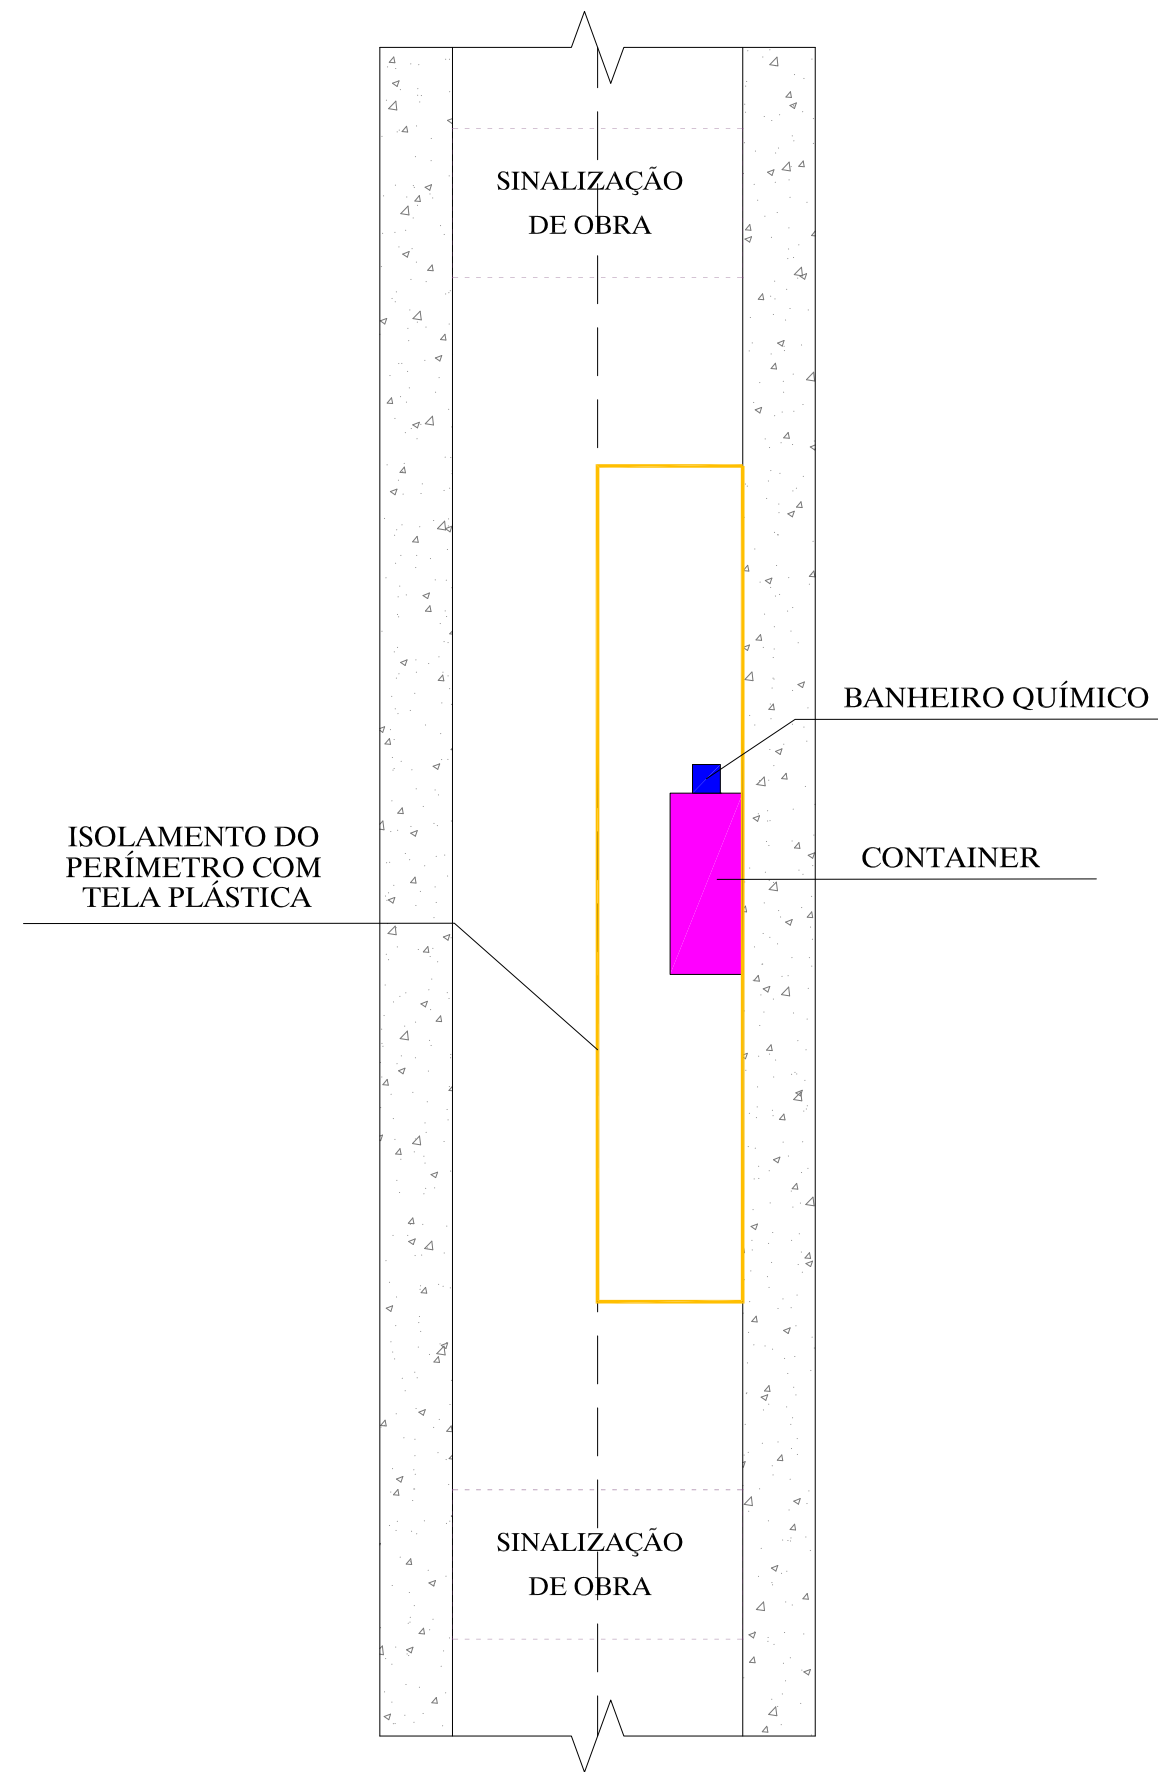 SINALIZAÇÃO
DE OBRA
BANHEIRO QUÍMICO
ISOLAMENTO DO
PERÍMETRO COM
TELA PLÁSTICA
CONTAINER
SINALIZAÇÃO
DE OBRA